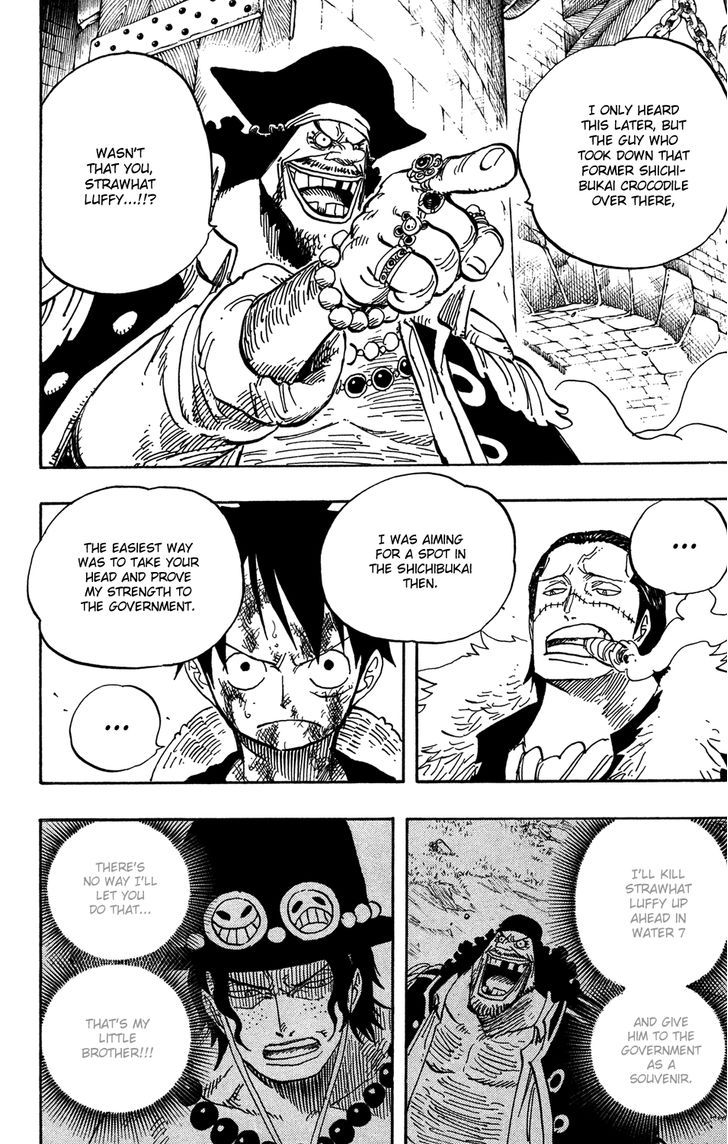 I ONLY HEARD
THIS LATER, BUT
THE GUY WHO
TOOK DOWN THAT
FORMER SHICHI-
BUKAI CROCODILE
OVER THERE,
WASN'T
THAT YOU,
STRAWHAT
LUFFY...!!?
...
I WAS AIMING
FOR A SPOT IN
THE SHICHIBUKAI
THEN.
THE EASIEST WAY
WAS TO TAKE YOUR
HEAD AND PROVE
MY STRENGTH TO
THE GOVERNMENT.
...
I'LL KILL
STRAWHAT
LUFFY UP
AHEAD IN
WATER 7
AND GIVE
HIM TO THE
GOVERNMENT
AS A
SOUVENIR.
THERE'S
NO WAY I'LL
LET YOU
DO THAT...
THAT'S MY
LITTLE
BROTHER!!!